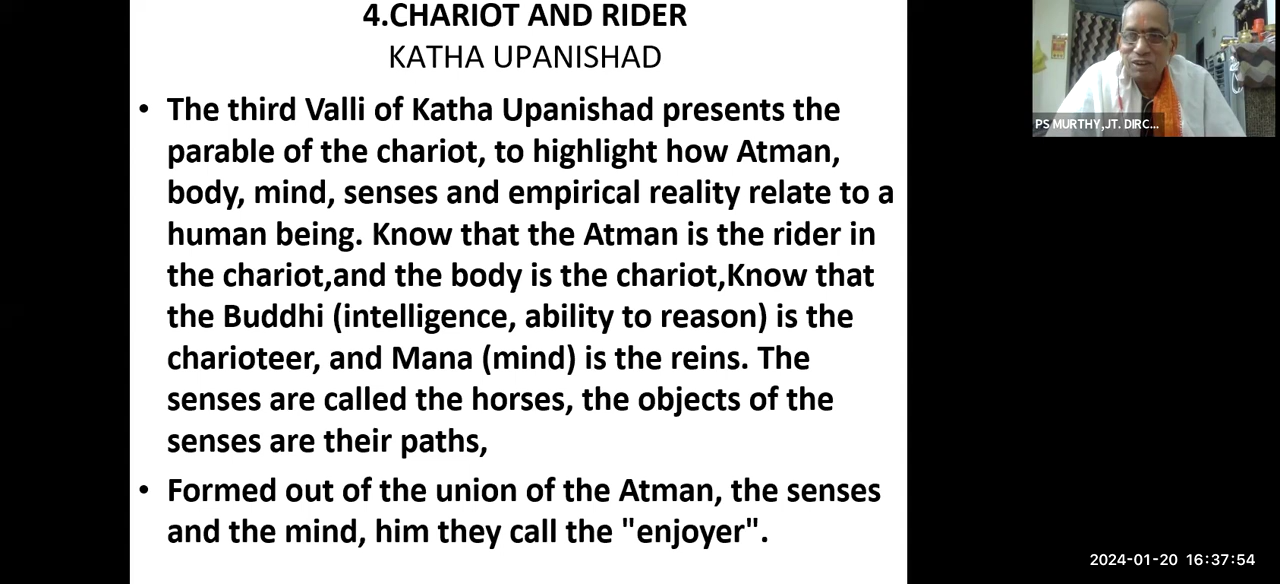 4.CHARIOT AND RIDER
KATHA UPANISHAD
• The third Valli of Katha Upanishad presents the
parable of the chariot, to highlight how Atman,
body, mind, senses and empirical reality relate to a
human being. Know that the Atman is the rider in
the chariot,and the body is the chariot,Know that
the Buddhi (intelligence, ability to reason) is the
charioteer, and Mana (mind) is the reins. The
senses are called the horses, the objects of the
senses are their paths,
• Formed out of the union of the Atman, the senses
and the mind, him they call the "enjoyer".
PS MURTHY,JT. DIRC...
2024-01-20 16:37:54